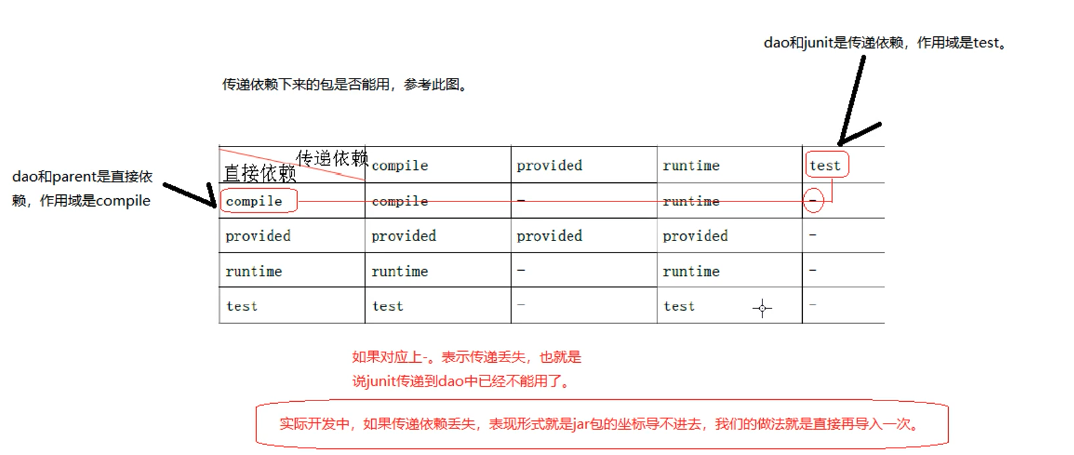 dao和junit是传递依赖，作用域是test。
传递依赖下来的包是否能用，参考此图。
dao和parent是直接依
赖，作用域是compile
传递依赖
直接依赖
compile provided runtime test
compile compile - runtime -
provided provided provided provided -
runtime runtime - runtime -
test test - test -
如果对应上-。表示传递丢失，也就是
说junit传递到dao中已经不能用了。
实际开发中，如果传递依赖丢失，表现形式就是jar包的坐标导不进去，我们的做法就是直接再导入一次。